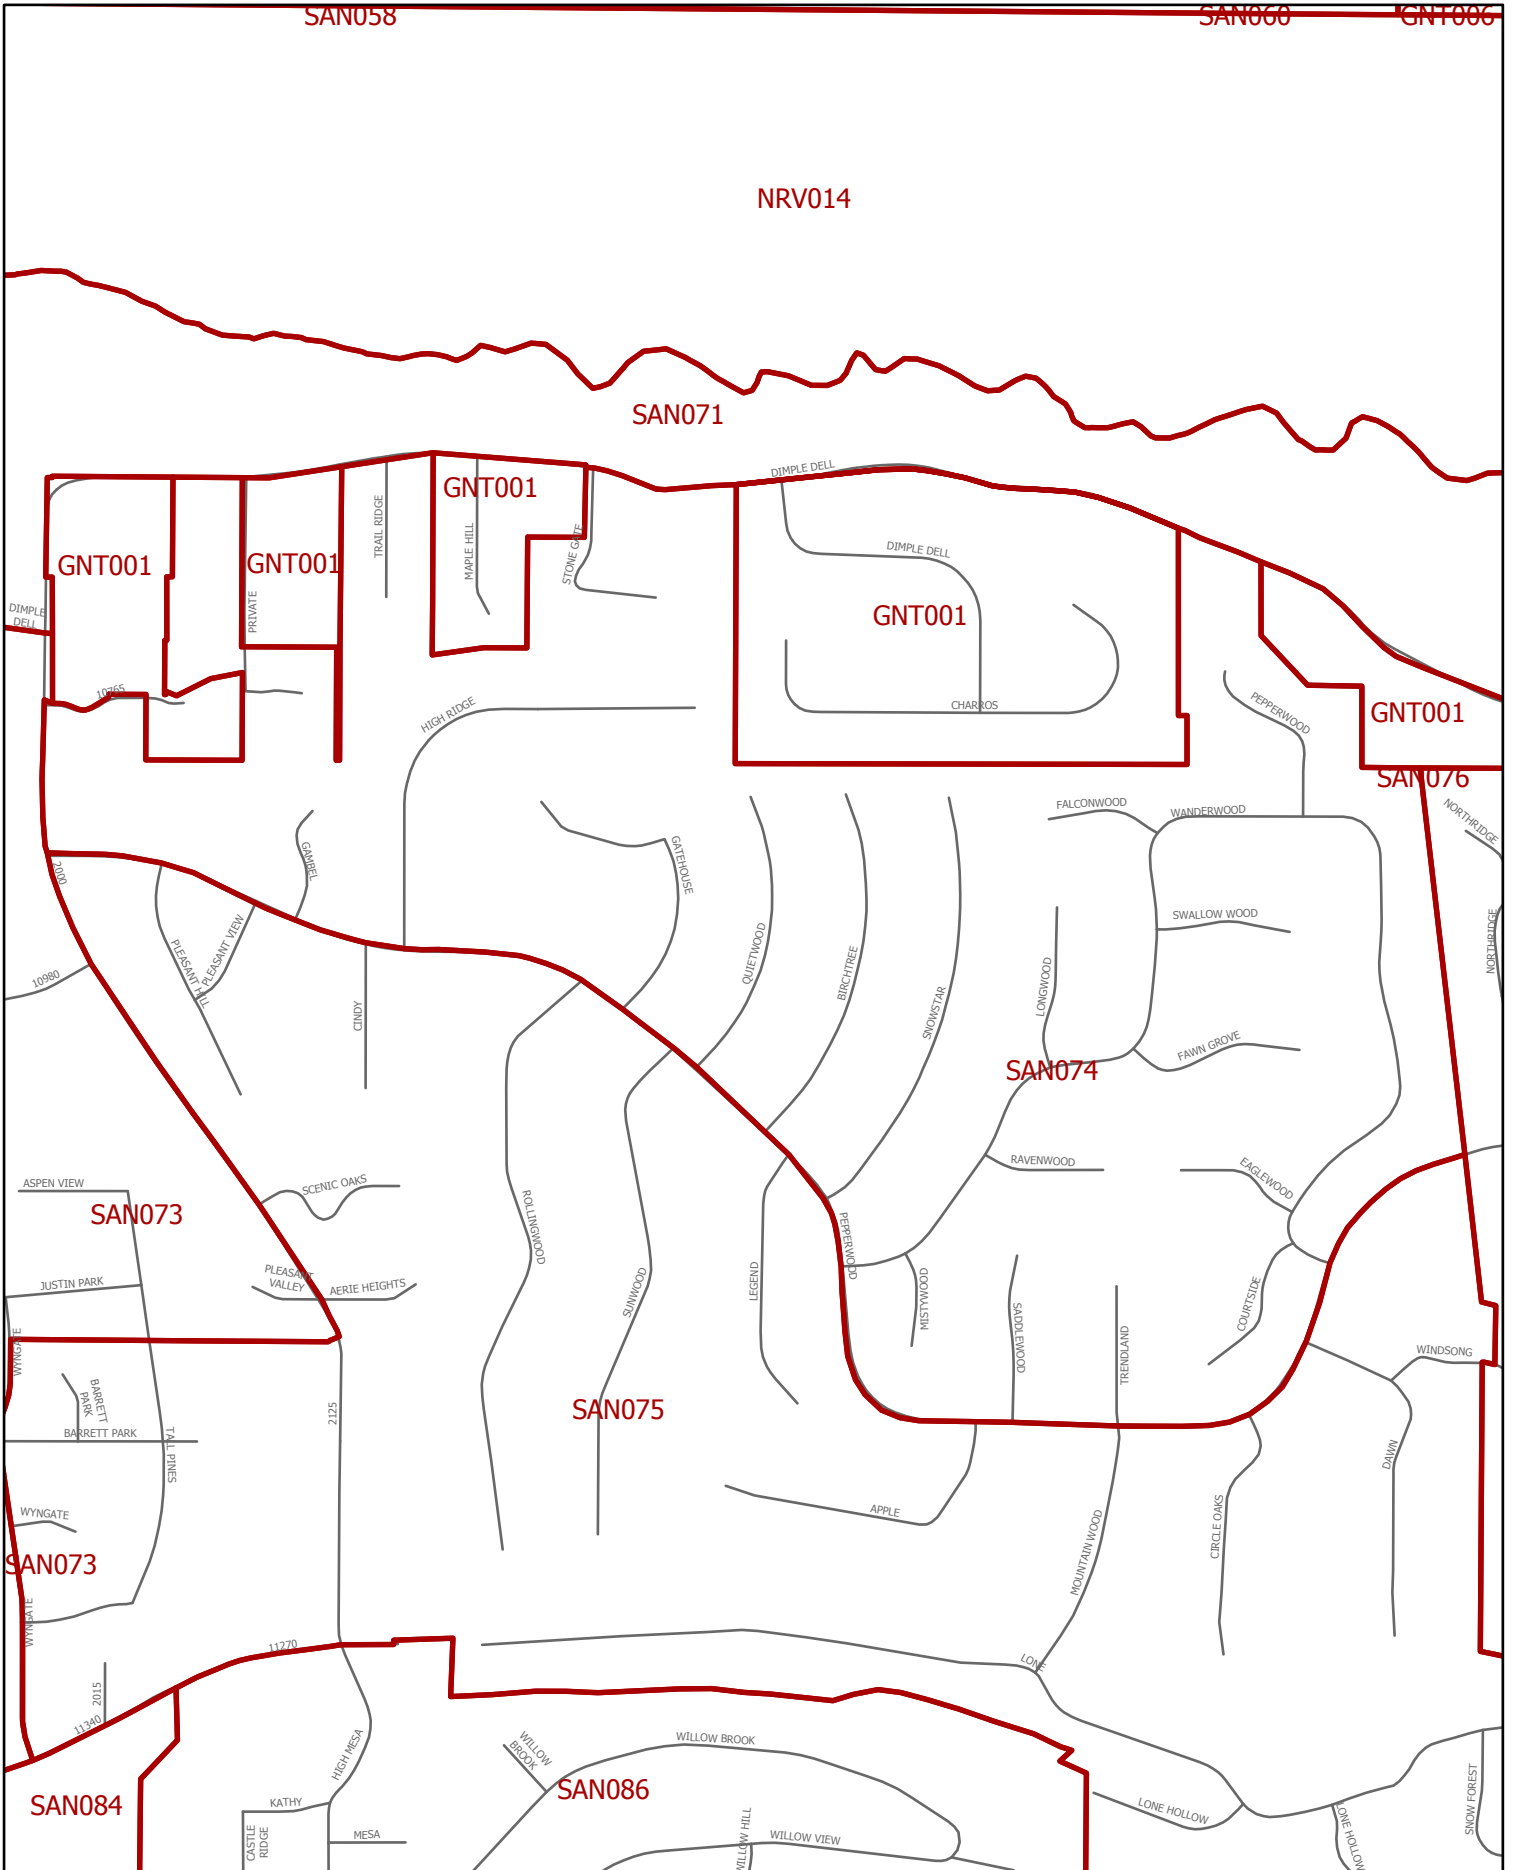 SAN058
SAN060
GNT006
NRV014
SAN071
DIMPLE DELL
GNT001
TRAIL RIDGE
MAPLE HILL
STONE GATE
GNT001
GNT001
DIMPLE DELL
GNT001
DIMPLE
DELL
PRIVATE
10765
HIGH RIDGE
CHARROS
PEPPERWOOD
GNT001
SAN076
NORTHRIDGE
FALCONWOOD
WANDERWOOD
2000
GAMBEL
GATEHOUSE
SWALLOW WOOD
NORTHRIDGE
PLEASANT VIEW
PLEASANT HILL
10980
CINDY
QUIETWOOD
BIRCHTREE
SNOWSTAR
LONGWOOD
FAWN GROVE
SAN074
RAVENWOOD
EAGLEWOOD
ASPEN VIEW
SCENIC OAKS
SAN073
ROLLINGWOOD
PEPPERWOOD
JUSTIN PARK
PLEASANT
VALLEY
AERIE HEIGHTS
SUNWOOD
LEGEND
MISTYWOOD
SADDLEWOOD
TRENDLAND
COURTSIDE
WINDSONG
WYNGATE
BARRETT
PARK
BARRETT PARK
2125
SAN075
TALL PINES
DAWN
APPLE
WYNGATE
SAN073
MOUNTAIN WOOD
CIRCLE OAKS
WYNGATE
11270
LONE
2015
11340
HIGH MESA
WILLOW
BROOK
WILLOW BROOK
SAN086
SAN084
KATHY
LONE HOLLOW
LONE HOLLOW
SNOW FOREST
CASTLE
RIDGE
MESA
WILLOW HILL
WILLOW VIEW